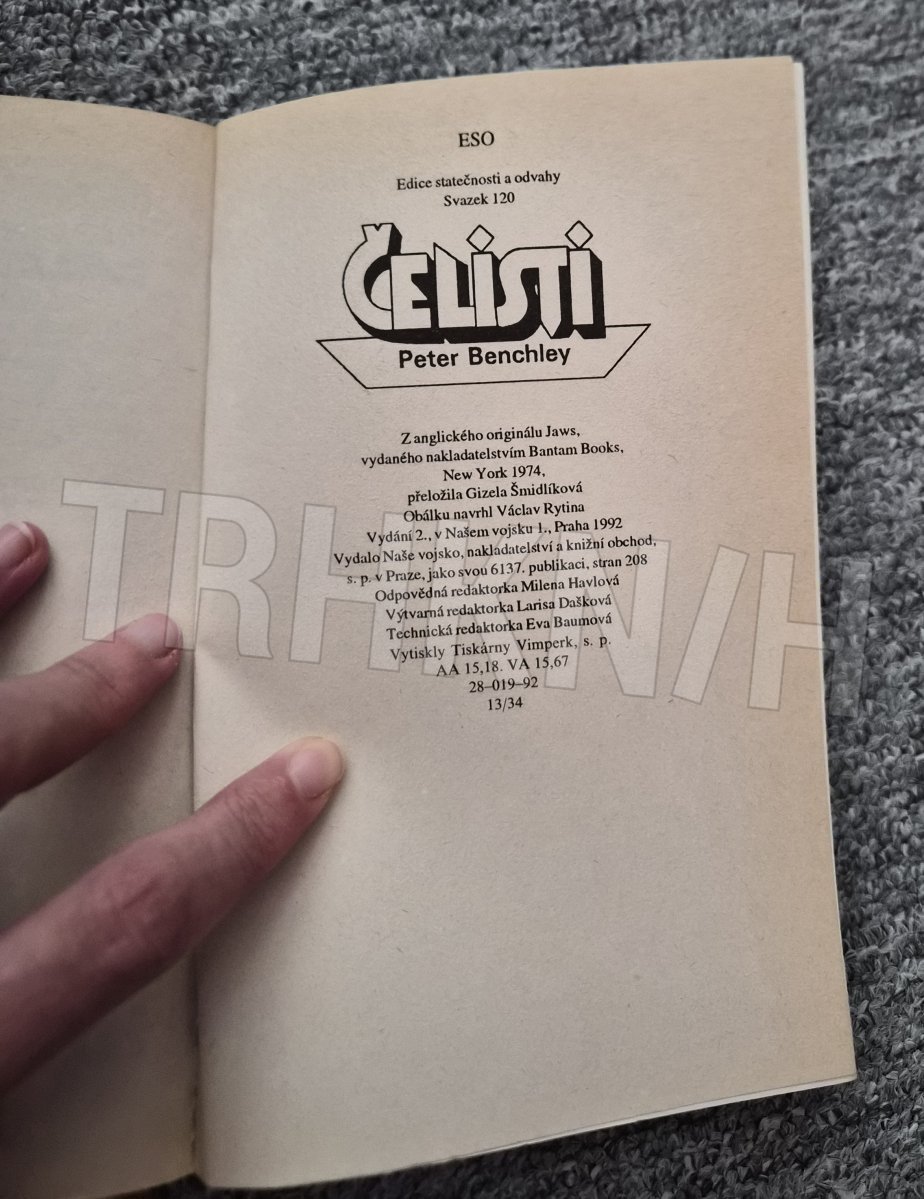 ESO
Edice statečnosti a odvahy
Svazek 120
ČELISTI
Peter Benchley
Z anglického originálu Jaws,
vydaného nakladatelstvím Bantam Books,
New York 1974,
přeložila Gizela Šmidlíková
Obálku navrhl Václav Rytina
Vydání 2., v Našem vojsku 1., Praha 1992
Vydalo Naše vojsko, nakladatelství a knižní obchod,
s. p. v Praze, jako svou 6137. publikaci, stran 208
Odpovědná redaktorka Milena Havlová
Výtvarná redaktorka Larisa Dašková
Technická redaktorka Eva Baumová
Vytiskly Tiskárny Vimperk, s. p.
AA 15,18. VA 15,67
28–019–92
13/34